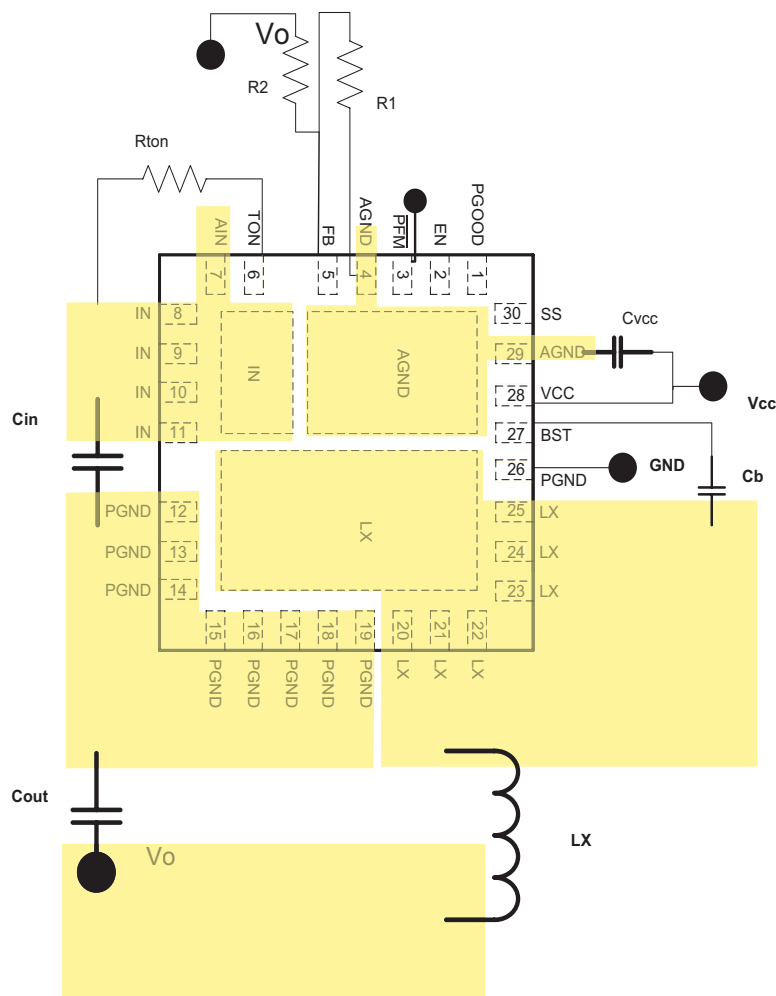 Vo
R2
R1
Rton
AIN
TON
FB
AGND
PFM
EN
PGOOD
7
6
5
4
3
2
1
IN 8
IN 9
IN 10
IN 11
30 SS
29 AGND
28 VCC
27 BST
26 PGND
25 LX
24 LX
23 LX
Cvcc
Vcc
GND
Cb
IN
AGND
LX
Cin
PGND 12
PGND 13
PGND 14
15
16
17
18
19
20
21
22
PGND
PGND
PGND
PGND
PGND
LX
LX
LX
Cout
Vo
LX